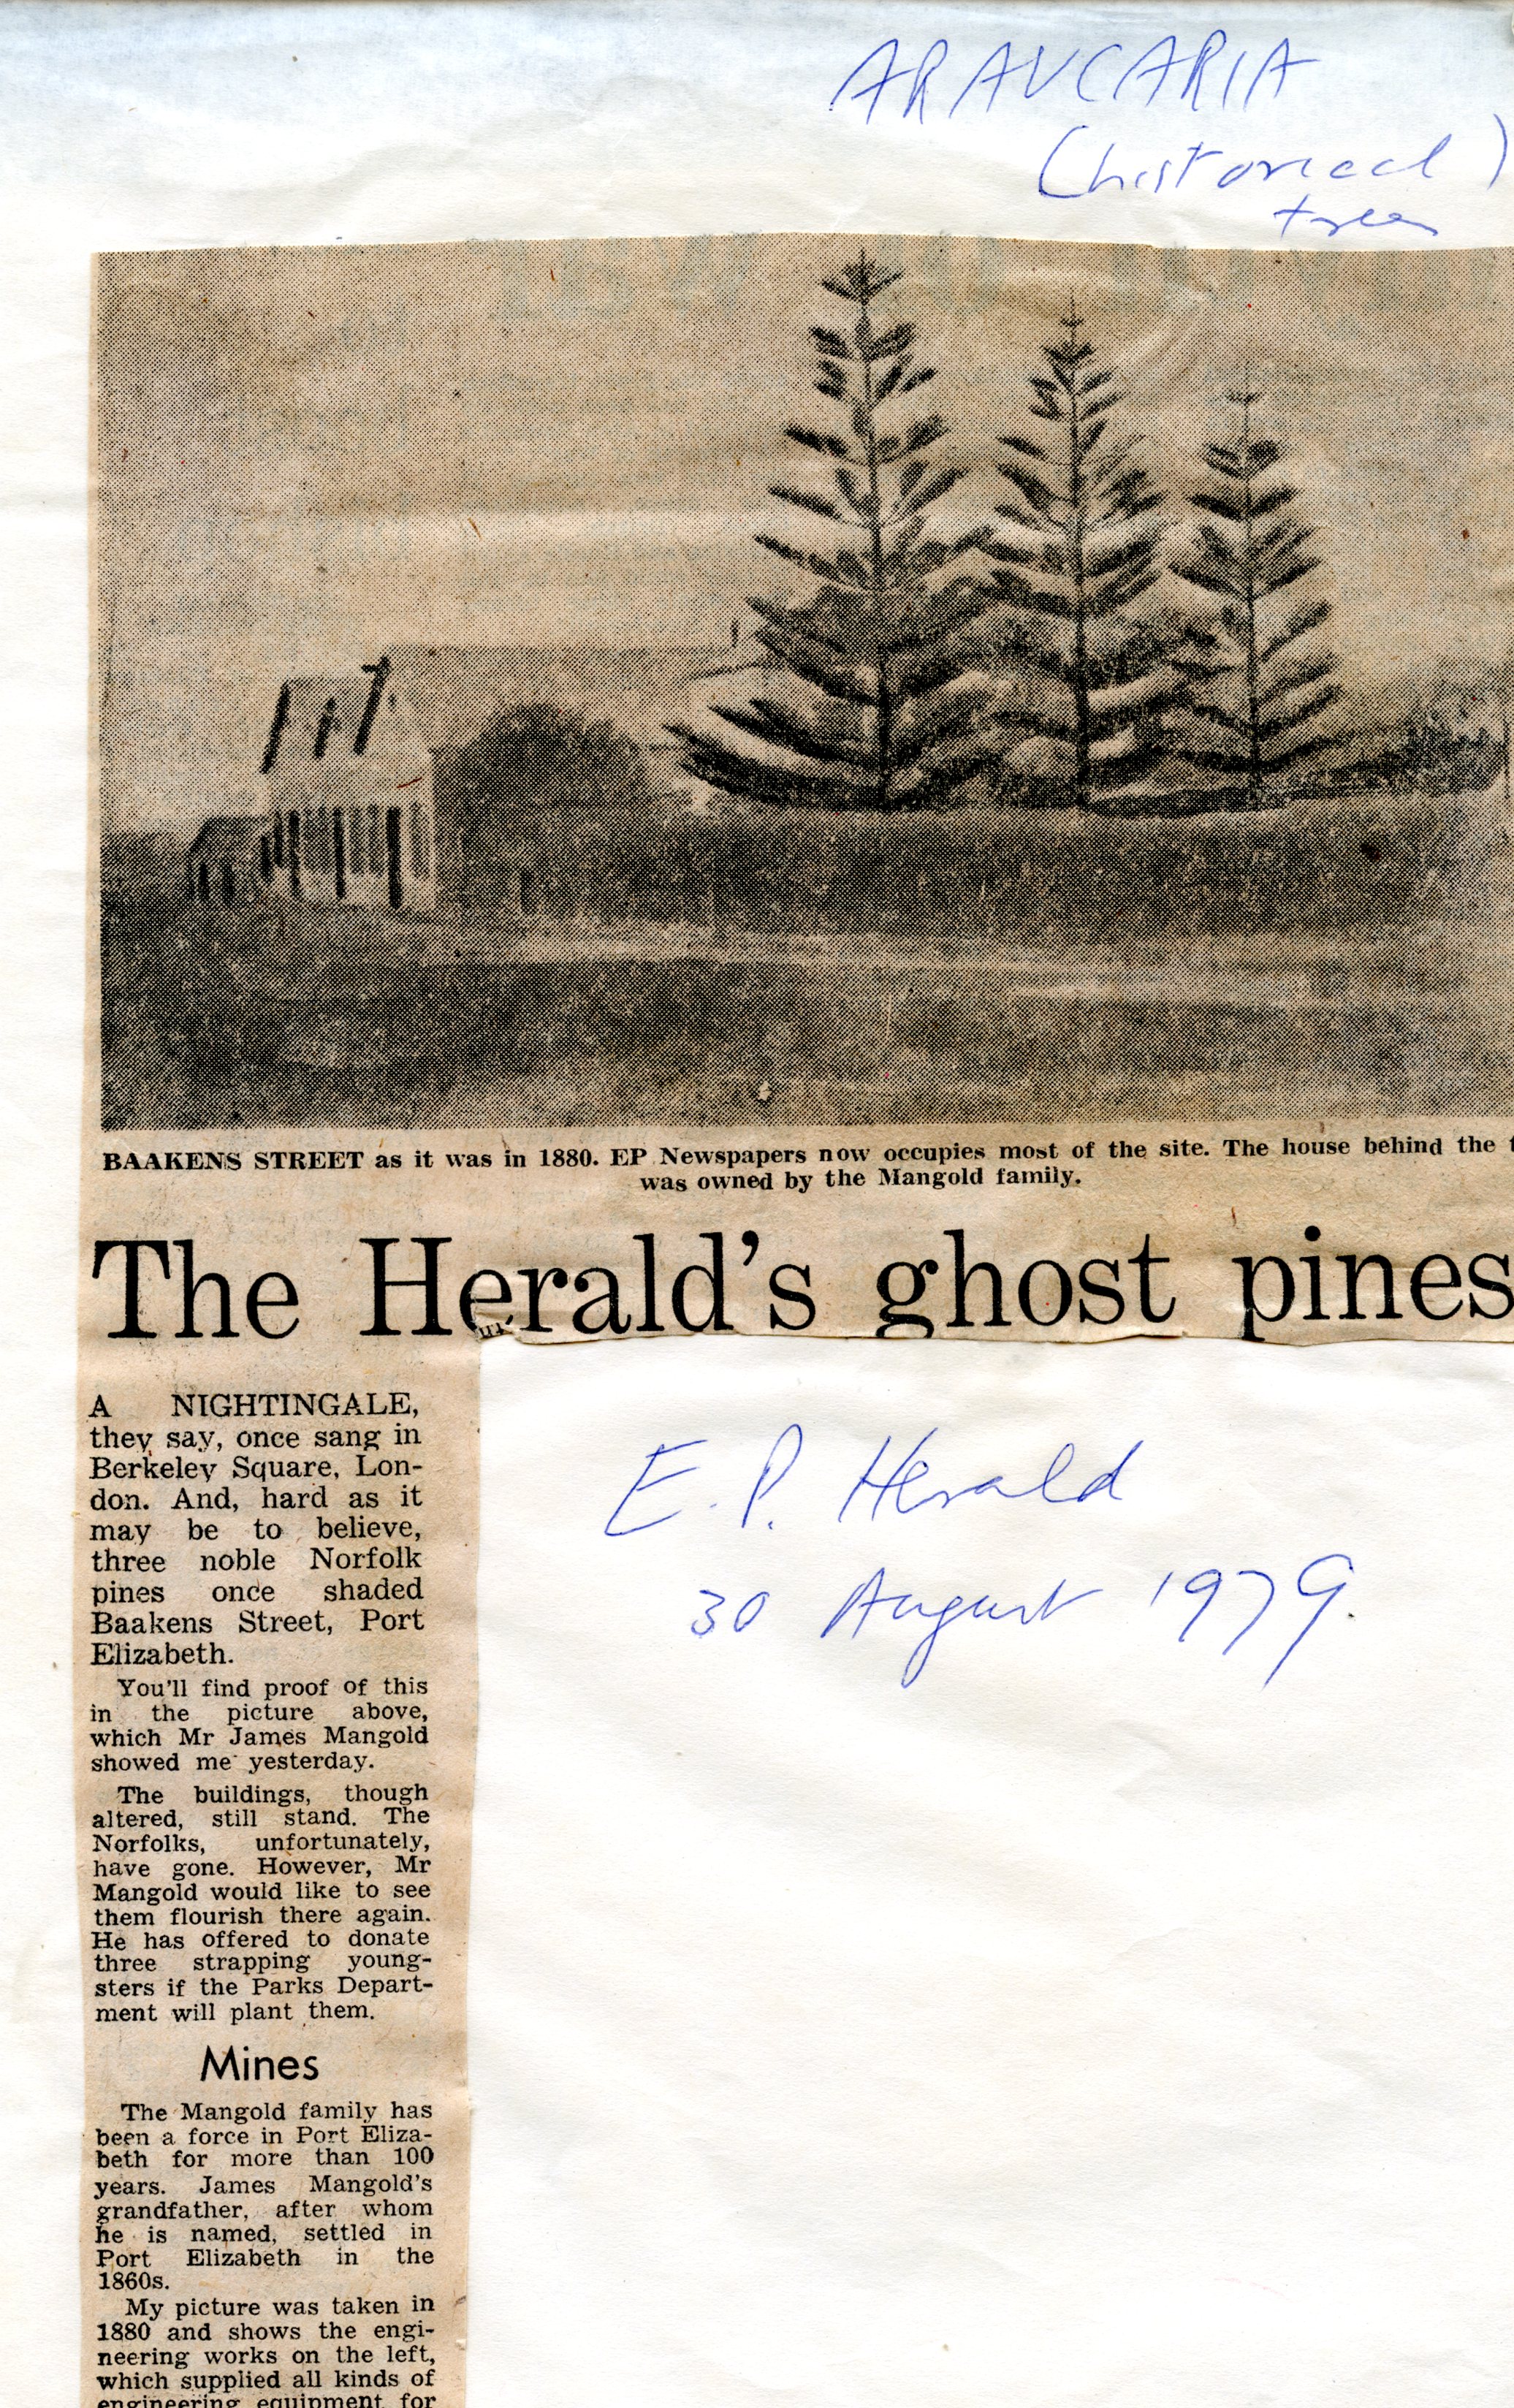 ARAUCARIA
(historical)
trees
BAAKENS STREET as it was in 1880. EP Newspapers now occupies most of the site. The house behind the
was owned by the Mangold family.
The Herald's ghost pines
A NIGHTINGALE,
they say, once sang in
Berkeley Square, Lon-
don. And, hard as it
may be to believe,
three noble Norfolk
pines once shaded
Baakens Street, Port
Elizabeth.
You'll find proof of this
in the picture above,
which Mr James Mangold
showed me yesterday.
The buildings, though
altered, still stand. The
Norfolks, unfortunately,
have gone. However, Mr
Mangold would like to see
them flourish there again.
He has offered to donate
three strapping young-
sters if the Parks Depart-
ment will plant them.
Mines
The Mangold family has
been a force in Port Eliza-
beth for more than 100
years. James Mangold's
grandfather, after whom
he is named, settled in
Port Elizabeth in the
1860s.
My picture was taken in
1880 and shows the engi-
neering works on the left,
which supplied all kinds of
engineering equipment for
E.P. Herald
30 August 1979.